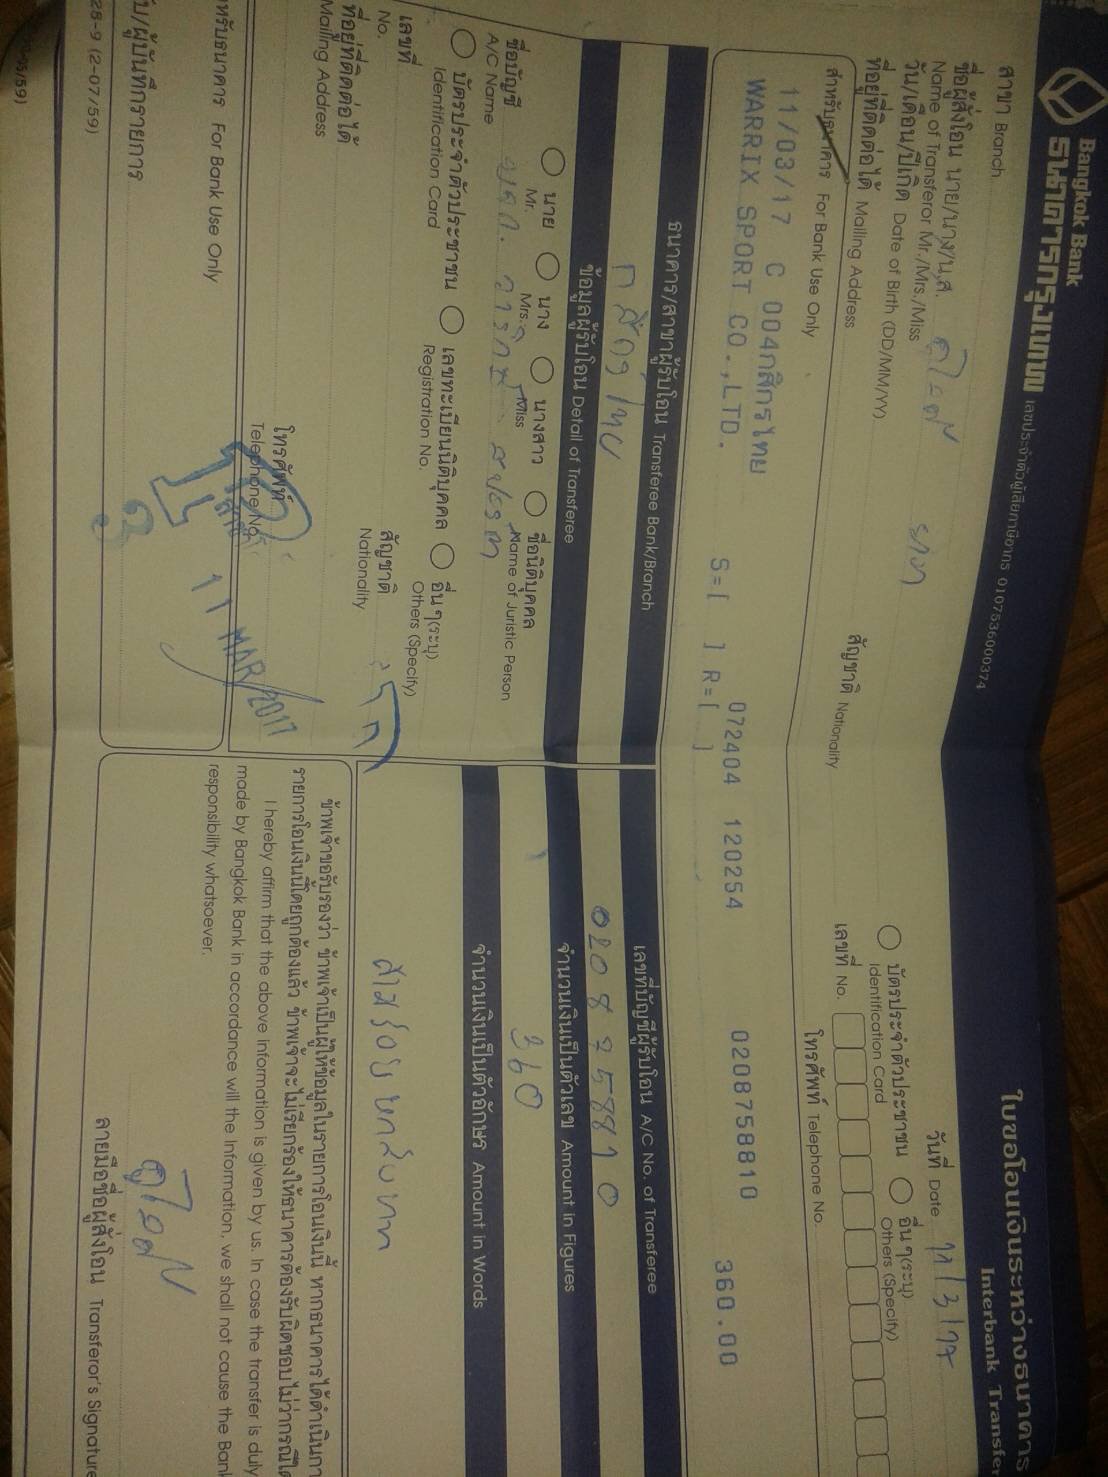 Bangkok Bank
ธนาคารกรุงเทพ เลขประจำตัวผู้เสียภาษีอากร 0107536000374
ใบขอโอนเงินระหว่างธนาคาร
Interbank Transfe
สาขา Branch
วันที่ Date 11/3/17
ชื่อผู้สั่งโอน นาย/นาง/น.ส.
Name of Transferor Mr./Mrs./Miss
บัตรประจำตัวประชาชน อื่น ๆ(ระบุ)
Identification Card Others (Specify)
วัน/เดือน/ปีเกิด Date of Birth (DD/MM/YY)
สัญชาติ Nationality
เลขที่ No.
ที่อยู่ที่ติดต่อได้ Mailing Address
โทรศัพท์ Telephone No.
สำหรับธนาคาร For Bank Use Only
11/03/17 C 004กสิกรไทย 072404 120254 0208758810 360.00
WARRIX SPORT CO.,LTD. S=[ ] R=[ ]
ธนาคาร/สาขาผู้รับโอน Transferee Bank/Branch
เลขที่บัญชีผู้รับโอน A/C No. of Transferee
กสิกรไทย
0208758810
ข้อมูลผู้รับโอน Detail of Transferee
จำนวนเงินเป็นตัวเลข Amount in Figures
นาย นาง นางสาว ชื่อนิติบุคคล
Mr. Mrs. Miss Name of Juristic Person
360
ชื่อบัญชี
A/C Name
บจก. วาริกซ์ สปอร์ต
จำนวนเงินเป็นตัวอักษร Amount in Words
บัตรประจำตัวประชาชน เลขทะเบียนนิติบุคคล อื่น ๆ(ระบุ)
Identification Card Registration No. Others (Specify)
สามร้อยหกสิบบาท
เลขที่
No.
สัญชาติ
Nationality
ที่อยู่ที่ติดต่อได้
Mailing Address
โทรศัพท์
Telephone No.
ข้าพเจ้าขอรับรองว่า ข้าพเจ้าเป็นผู้ให้ข้อมูลในรายการโอนเงินนี้ หากธนาคารได้ดำเนินกา
รายการโอนเงินนี้โดยถูกต้องแล้ว ข้าพเจ้าจะไม่เรียกร้องให้ธนาคารต้องรับผิดชอบไม่ว่ากรณีใด
I hereby affirm that the above information is given by us. In case the transfer is duly
made by Bangkok Bank in accordance will the information, we shall not cause the Bank
responsibility whatsoever.
หรับธนาคาร For Bank Use Only
11 MAR 2017
บ/ผู้บันทึกรายการ
ลายมือชื่อผู้สั่งโอน Transferor's Signature
28-9 (2-07/59)